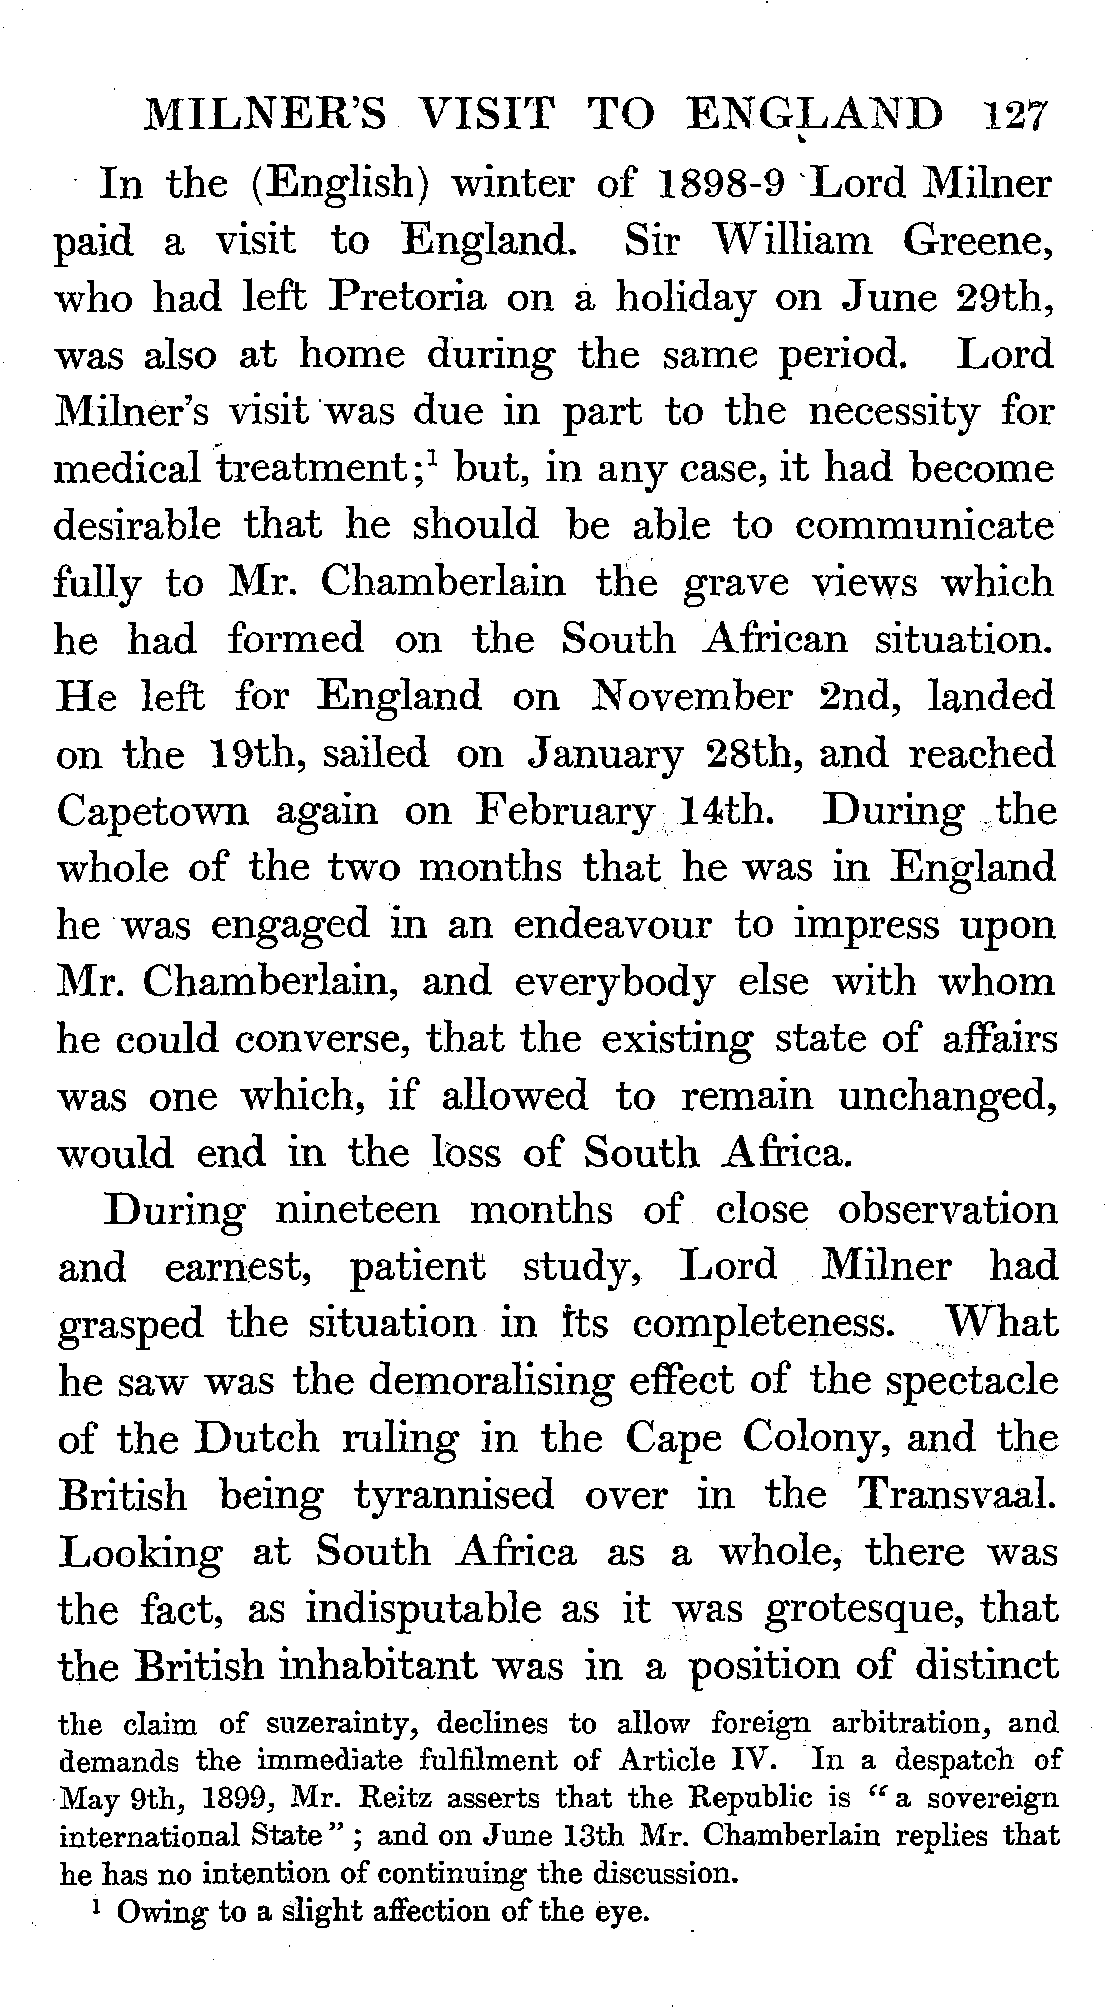 MILNER'S VISIT TO ENGLAND 127
In the (English) winter of 1898-9 Lord Milner
paid a visit to England. Sir William Greene,
who had left Pretoria on a holiday on June 29th,
was also at home during the same period. Lord
Milner's visit was due in part to the necessity for
medical treatment;¹ but, in any case, it had become
desirable that he should be able to communicate
fully to Mr. Chamberlain the grave views which
he had formed on the South African situation.
He left for England on November 2nd, landed
on the 19th, sailed on January 28th, and reached
Capetown again on February 14th. During the
whole of the two months that he was in England
he was engaged in an endeavour to impress upon
Mr. Chamberlain, and everybody else with whom
he could converse, that the existing state of affairs
was one which, if allowed to remain unchanged,
would end in the loss of South Africa.
During nineteen months of close observation
and earnest, patient study, Lord Milner had
grasped the situation in its completeness. What
he saw was the demoralising effect of the spectacle
of the Dutch ruling in the Cape Colony, and the
British being tyrannised over in the Transvaal.
Looking at South Africa as a whole, there was
the fact, as indisputable as it was grotesque, that
the British inhabitant was in a position of distinct
the claim of suzerainty, declines to allow foreign arbitration, and
demands the immediate fulfilment of Article IV. In a despatch of
May 9th, 1899, Mr. Reitz asserts that the Republic is "a sovereign
international State"; and on June 13th Mr. Chamberlain replies that
he has no intention of continuing the discussion.
¹ Owing to a slight affection of the eye.